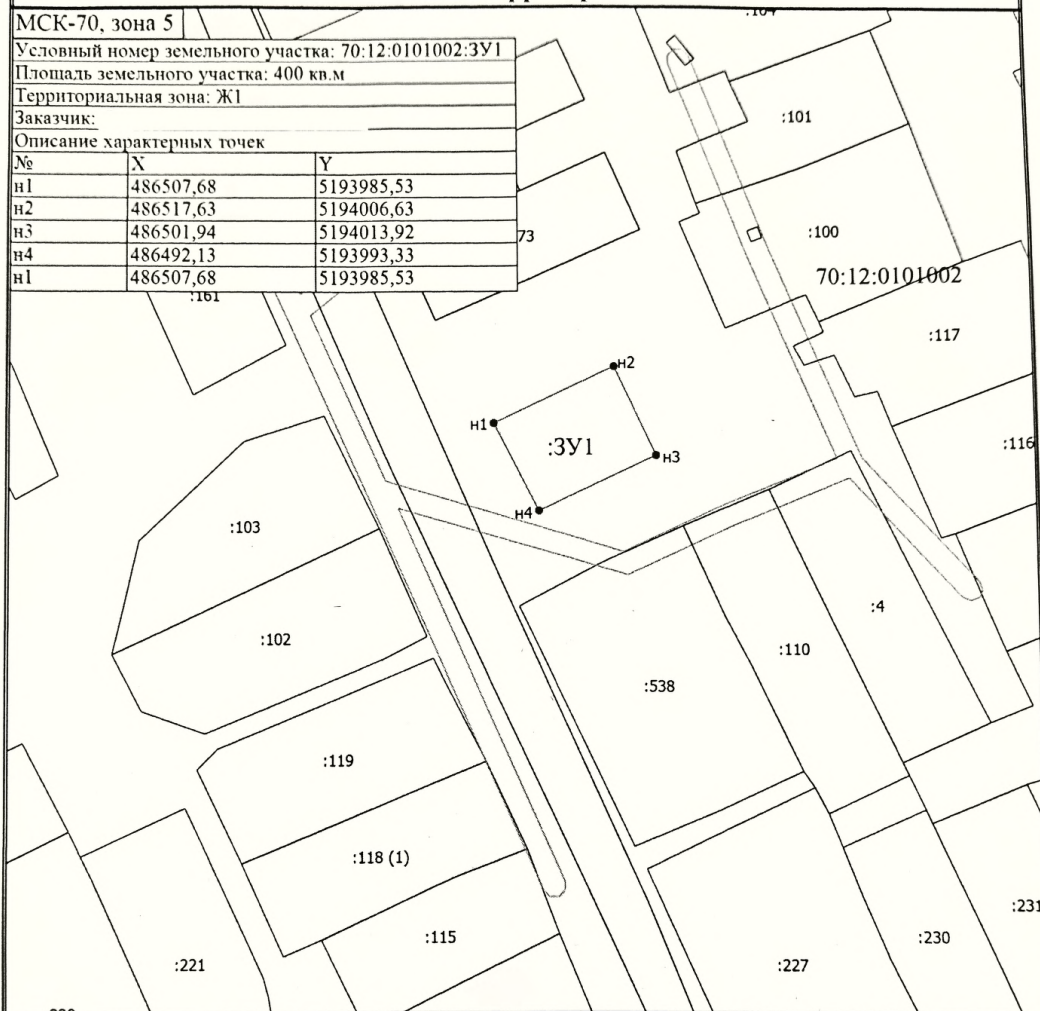 МСК-70, зона 5
Условный номер земельного участка: 70:12:0101002:ЗУ1
Площадь земельного участка: 400 кв.м
Территориальная зона: Ж1
Заказчик:
Описание характерных точек
№ X Y
н1 486507,68 5193985,53
н2 486517,63 5194006,63
н3 486501,94 5194013,92
н4 486492,13 5193993,33
н1 486507,68 5193985,53
:101
:100
73
70:12:0101002
:161
:117
н2
н1
:ЗУ1
н3
:116
н4
:103
:4
:102
:110
:538
:119
:118 (1)
:231
:115
:230
:221
:227